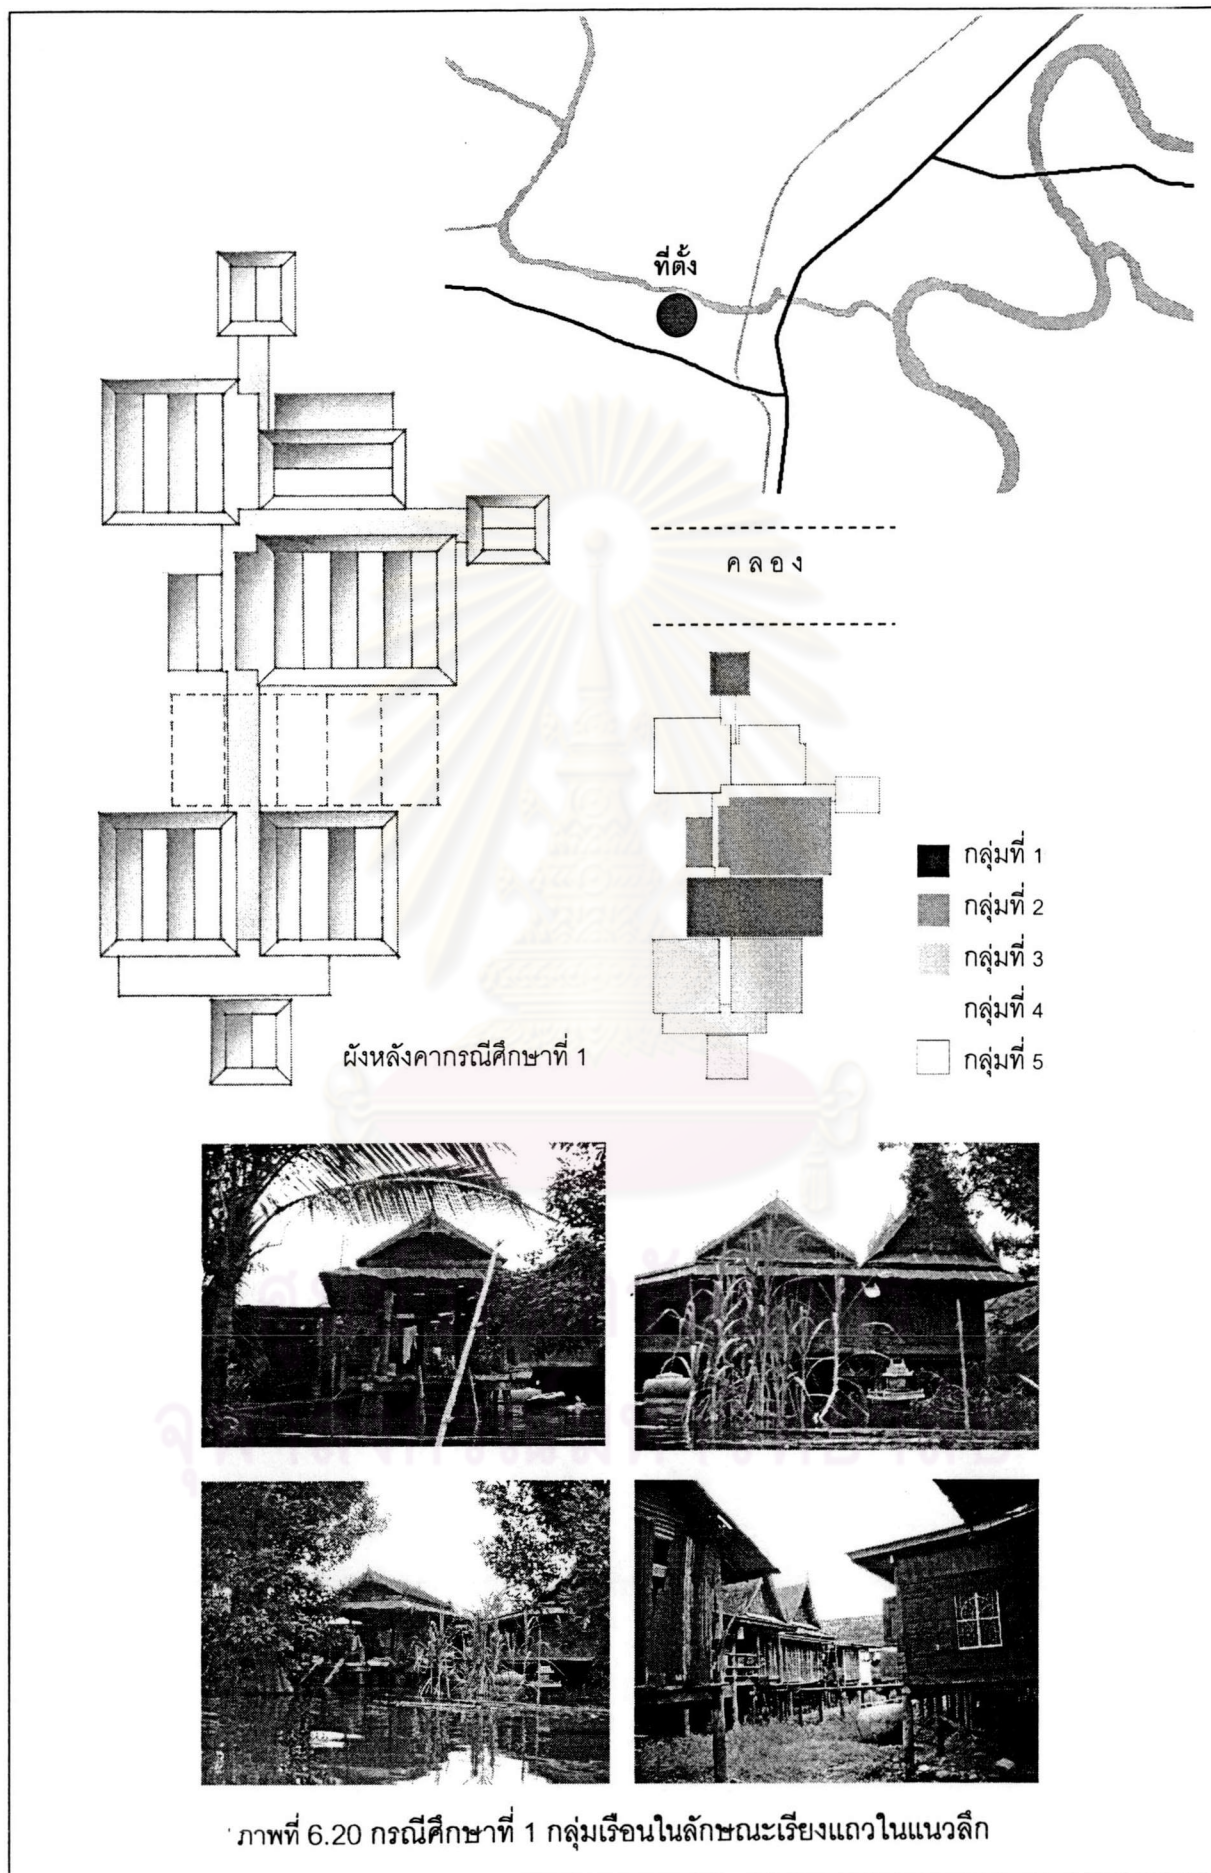 ที่ตั้ง
คลอง
กลุ่มที่ 1
กลุ่มที่ 2
กลุ่มที่ 3
กลุ่มที่ 4
กลุ่มที่ 5
ผังหลังคากรณีศึกษาที่ 1
ภาพที่ 6.20 กรณีศึกษาที่ 1 กลุ่มเรือนในลักษณะเรียงแถวในแนวลึก